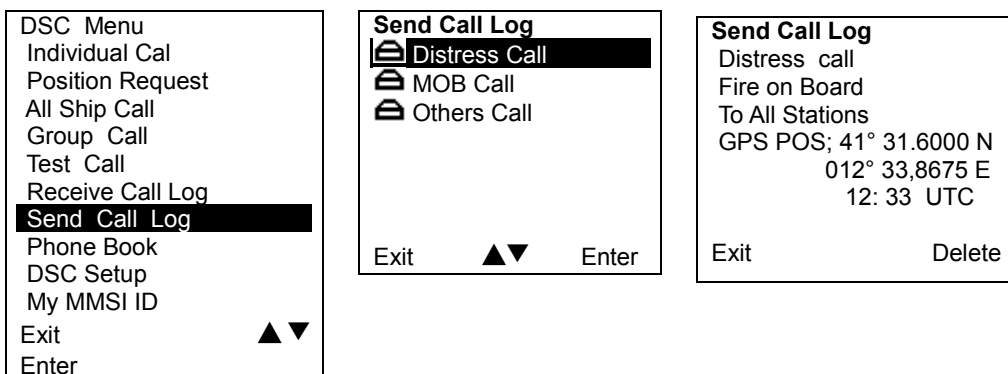 DSC Menu
Individual Cal
Position Request
All Ship Call
Group Call
Test Call
Receive Call Log
Send Call Log
Phone Book
DSC Setup
My MMSI ID
Exit ▲ ▼
Enter
Send Call Log
Distress Call
MOB Call
Others Call
Exit ▲▼ Enter
Send Call Log
Distress call
Fire on Board
To All Stations
GPS POS; 41° 31.6000 N
012° 33,8675 E
12: 33 UTC
Exit Delete